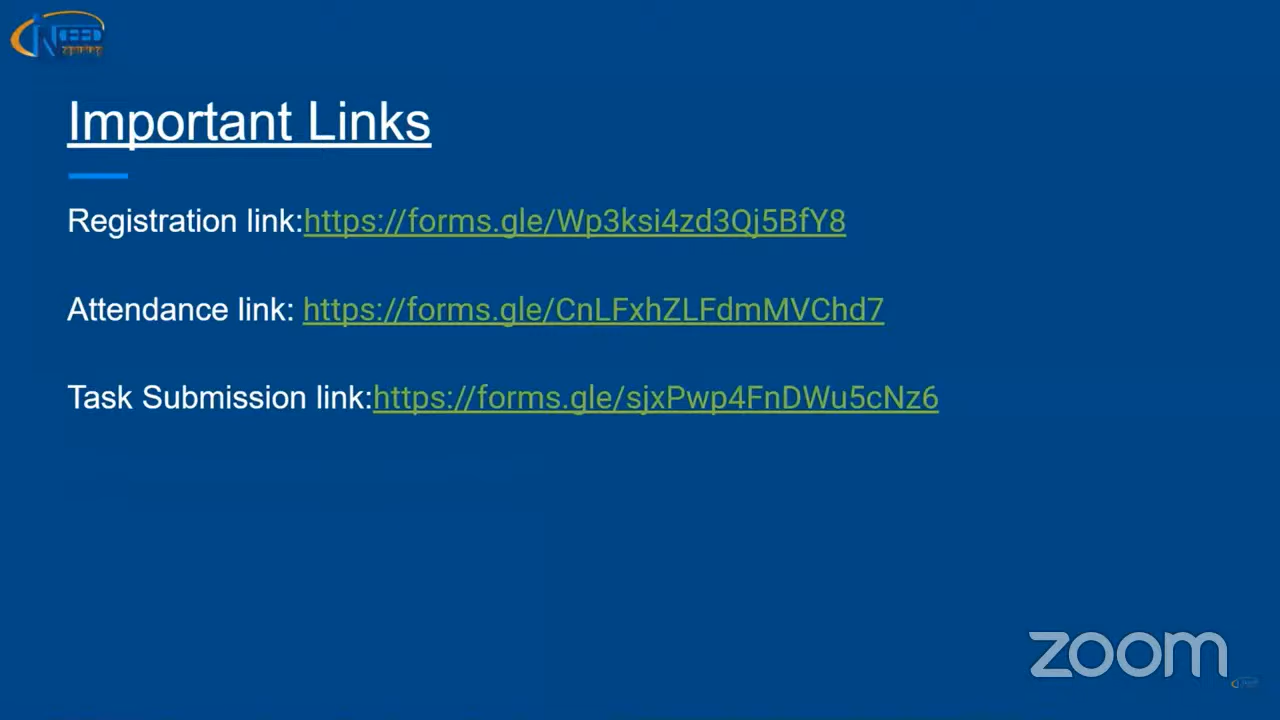 Important Links
Registration link:https://forms.gle/Wp3ksi4zd3Qj5BfY8
Attendance link: https://forms.gle/CnLFxhZLFdmMVChd7
Task Submission link:https://forms.gle/sjxPwp4FnDWu5cNz6
zoom